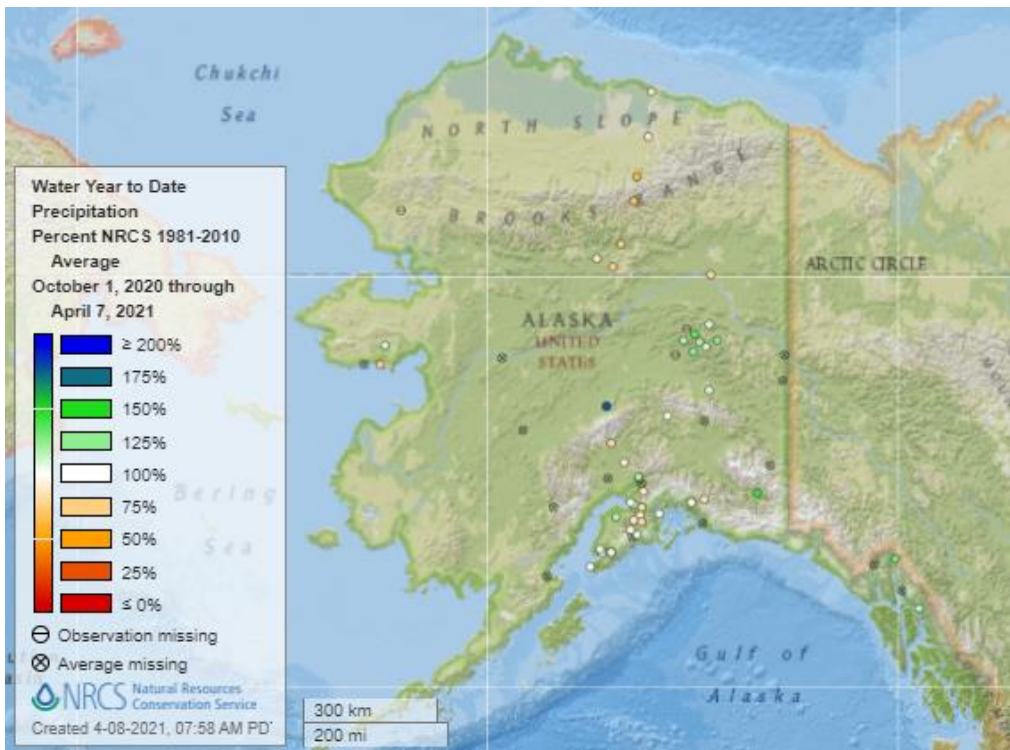 Chukchi
Sea
NORTH SLOPE
BROOKS RANGE
ARCTIC CIRCLE
ALASKA
UNITED
STATES
Bering
Sea
Gulf of
Alaska
Water Year to Date
Precipitation
Percent NRCS 1981-2010
Average
October 1, 2020 through
April 7, 2021
≥ 200%
175%
150%
125%
100%
75%
50%
25%
≤ 0%
Observation missing
Average missing
NRCS Natural Resources
Conservation Service
Created 4-08-2021, 07:58 AM PD
300 km
200 mi